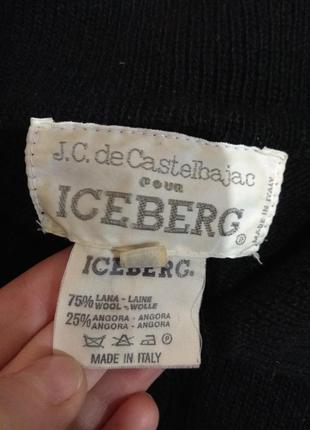 J.C. de Castelbajac
POUR
ICEBERG ®
MADE IN ITALY
ICEBERG®
75% LANA - LAINE
WOOL - WOLLE
25% ANGORA - ANGORA
ANGORA - ANGORA
MADE IN ITALY